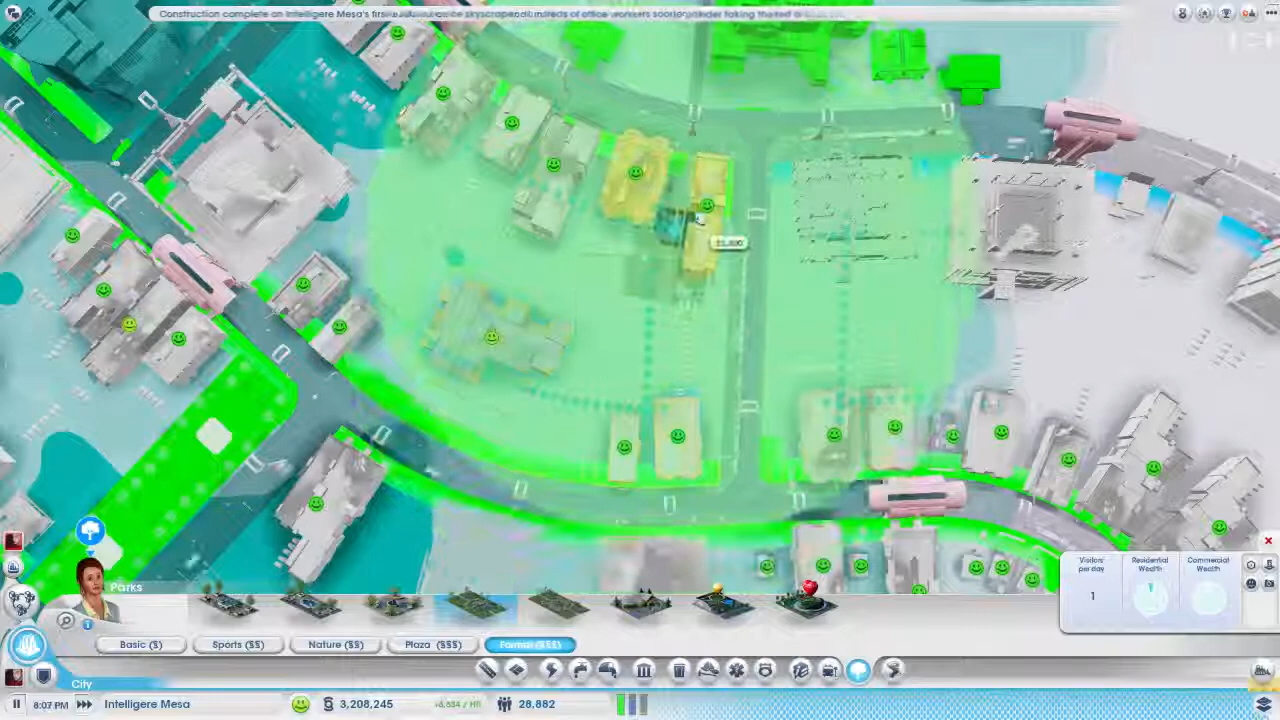 Construction complete on Intelligere Mesa's first
Visitors per day
Residential Wealth
Commercial Wealth
1
Parks
Basic ($)
Sports ($$)
Nature ($$)
Plaza ($$$)
Formal ($$$)
City
8:07 PM
Intelligere Mesa
3,208,245
28,882